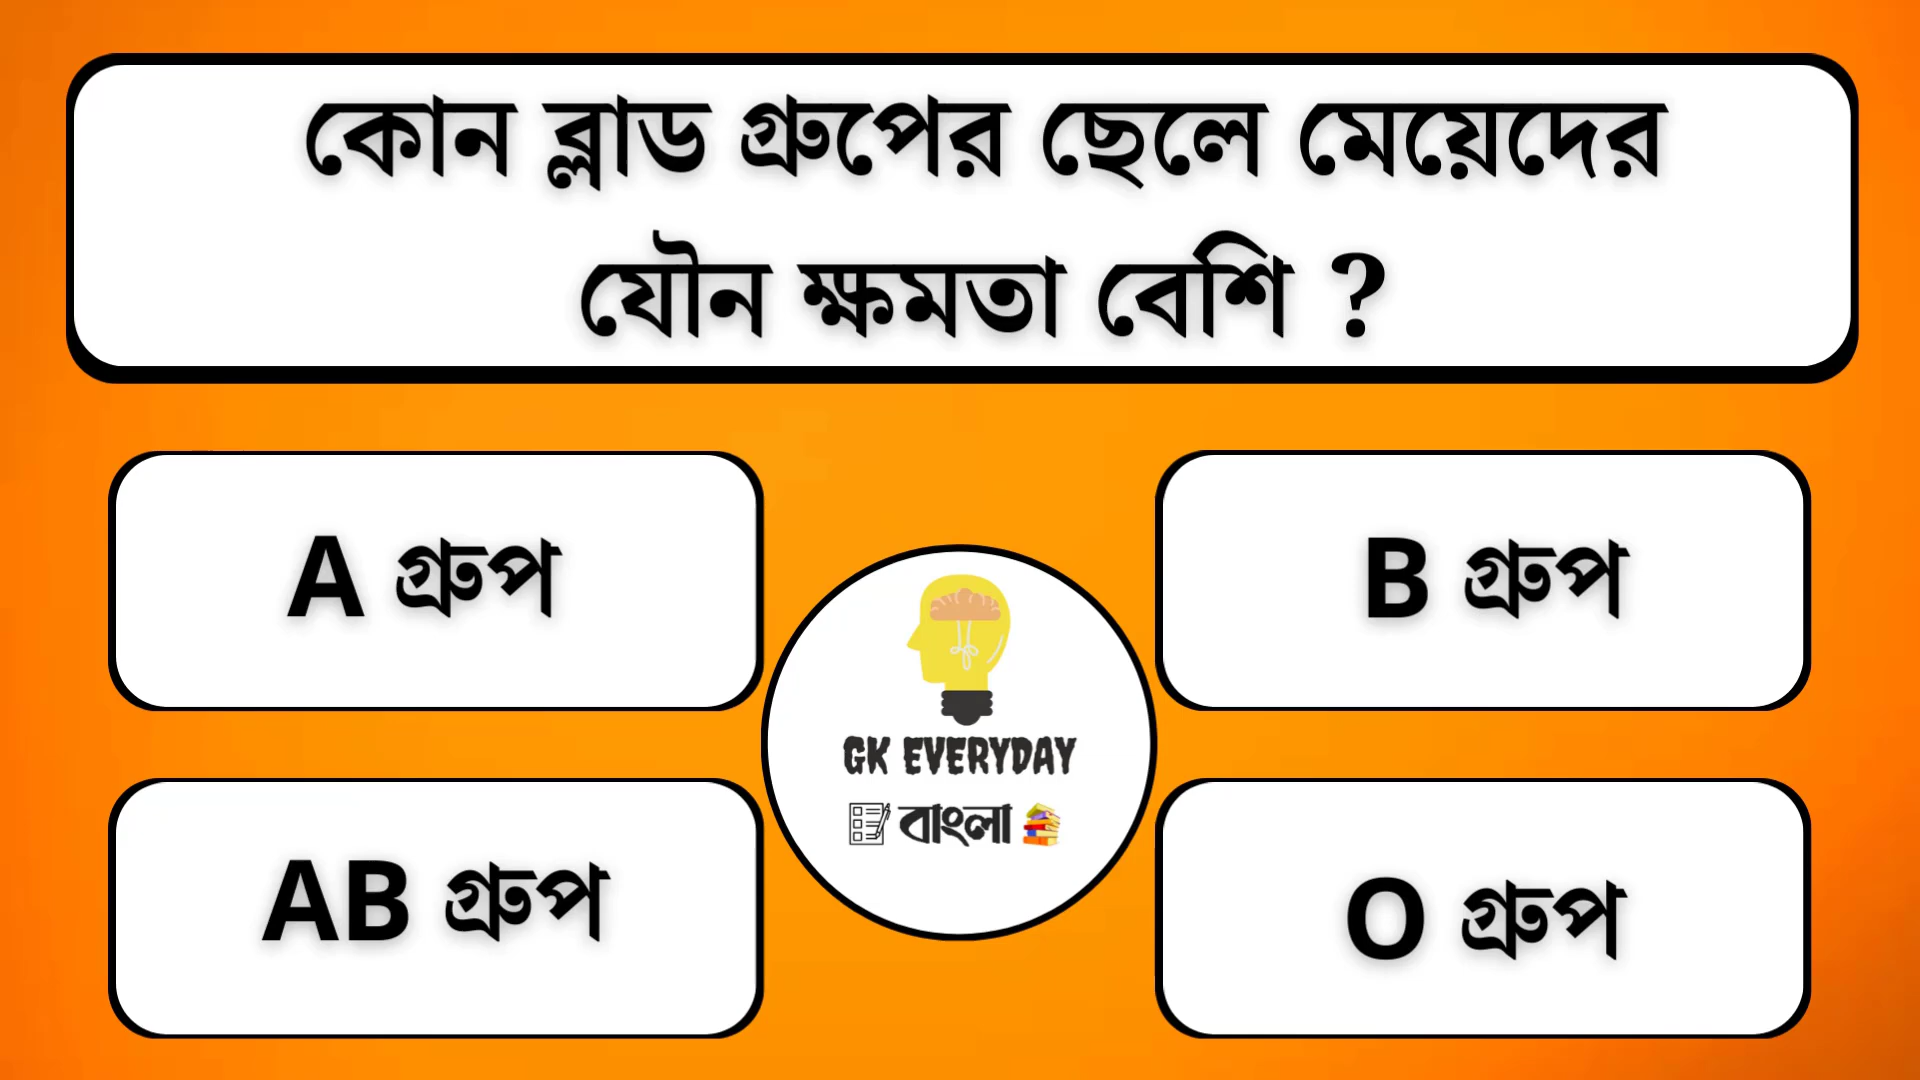 কোন ব্লাড গ্রুপের ছেলে মেয়েদের
যৌন ক্ষমতা বেশি ?
A গ্রুপ
B গ্রুপ
GK EVERYDAY
বাংলা
AB গ্রুপ
O গ্রুপ